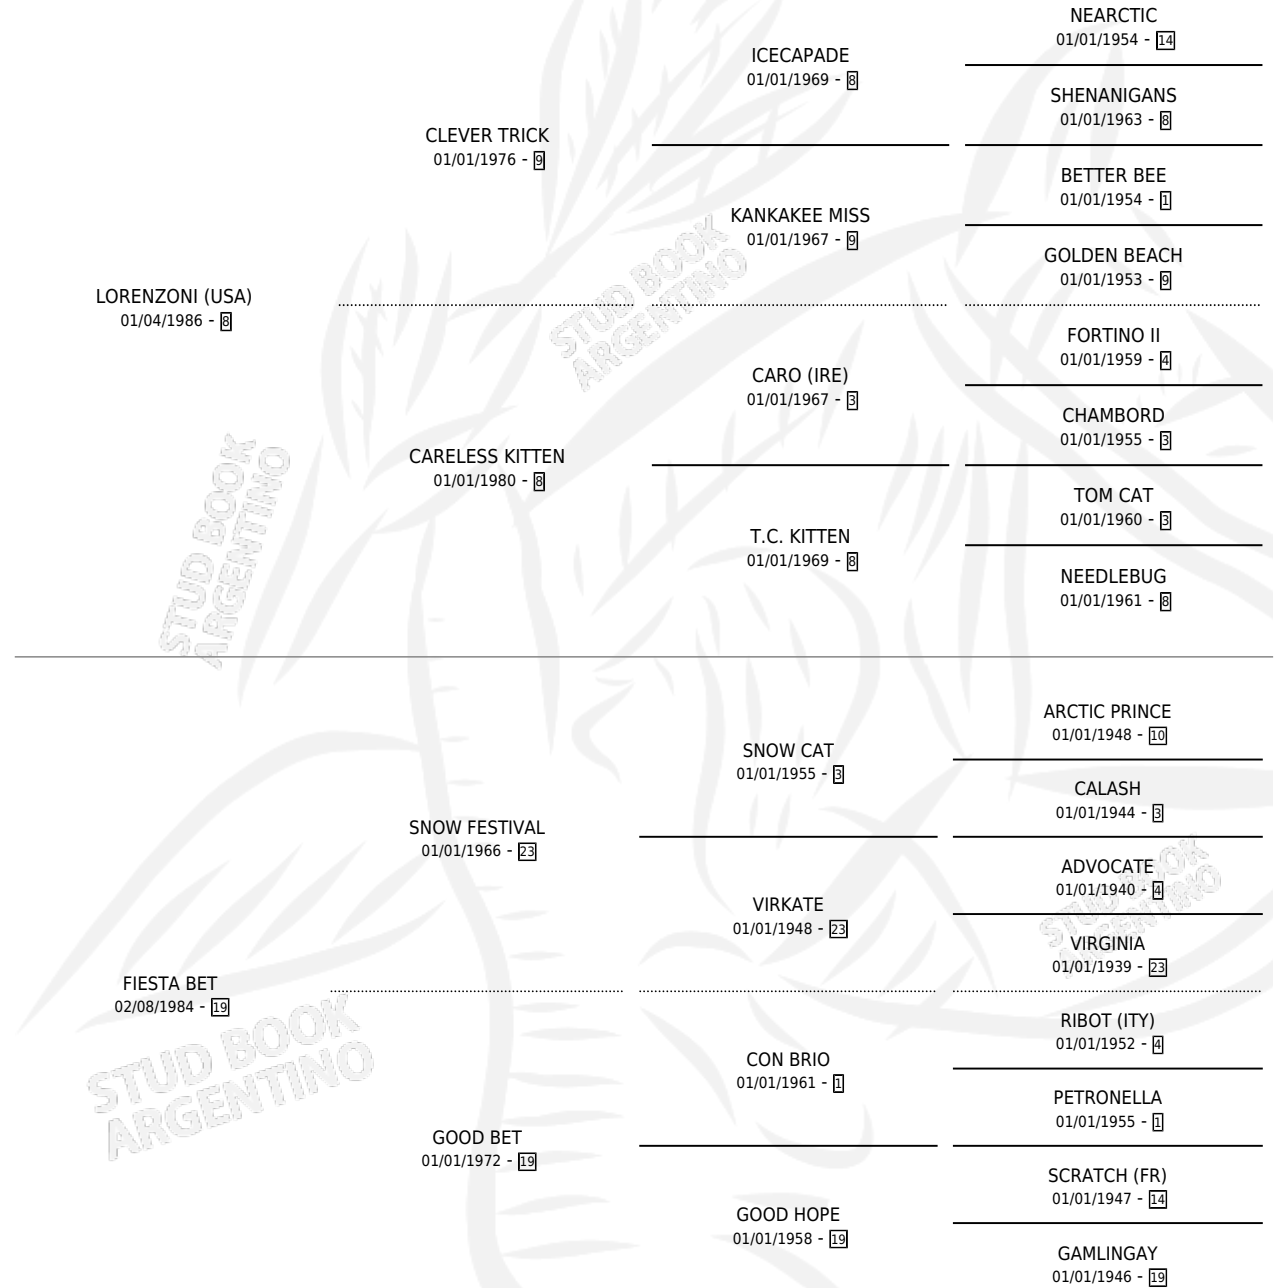 NEARCTIC
01/01/1954 - 14
ICECAPADE
01/01/1969 - 8
SHENANIGANS
01/01/1963 - 8
CLEVER TRICK
01/01/1976 - 9
BETTER BEE
01/01/1954 - 1
KANKAKEE MISS
01/01/1967 - 9
GOLDEN BEACH
01/01/1953 - 9
LORENZONI (USA)
01/04/1986 - 8
FORTINO II
01/01/1959 - 4
CARO (IRE)
01/01/1967 - 3
CHAMBORD
01/01/1955 - 3
CARELESS KITTEN
01/01/1980 - 8
TOM CAT
01/01/1960 - 3
T.C. KITTEN
01/01/1969 - 8
NEEDLEBUG
01/01/1961 - 8
ARCTIC PRINCE
01/01/1948 - 10
SNOW CAT
01/01/1955 - 3
CALASH
01/01/1944 - 3
SNOW FESTIVAL
01/01/1966 - 23
ADVOCATE
01/01/1940 - 4
VIRKATE
01/01/1948 - 23
VIRGINIA
01/01/1939 - 23
FIESTA BET
02/08/1984 - 19
RIBOT (ITY)
01/01/1952 - 4
CON BRIO
01/01/1961 - 1
PETRONELLA
01/01/1955 - 1
GOOD BET
01/01/1972 - 19
SCRATCH (FR)
01/01/1947 - 14
GOOD HOPE
01/01/1958 - 19
GAMLINGAY
01/01/1946 - 19
STUD BOOK
ARGENTINO
STUD BOOK
ARGENTINO
STUD BOOK
ARGENTINO
STUD BOOK
ARGENTINO